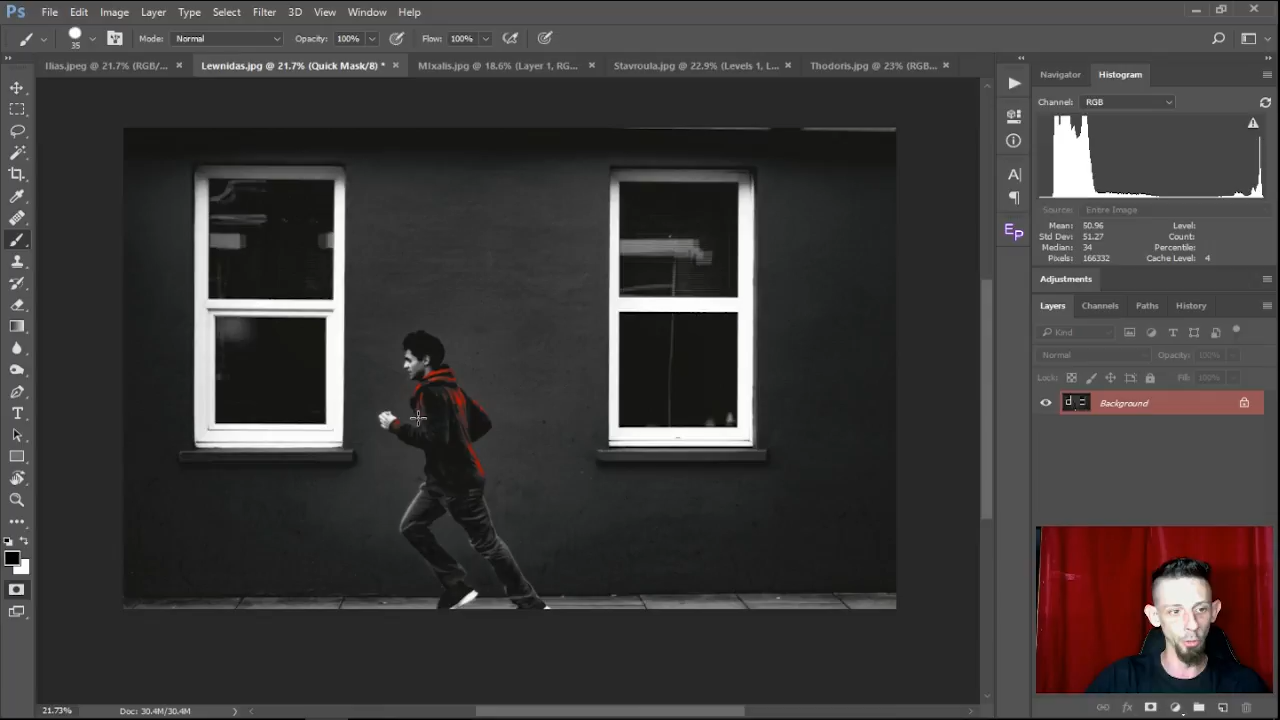 Ps File Edit Image Layer Type Select Filter 3D View Window Help
35 Mode: Normal Opacity: 100% Flow: 100%
Ilias.jpeg @ 21.7% (RGB/... × Lewnidas.jpg @ 21.7% (Quick Mask/8) * × MIxalis.jpg @ 18.6% (Layer 1, RG... × Stavroula.jpg @ 22.9% (Levels 1, L... × Thodoris.jpg @ 23% (RGB... ×
Navigator Histogram
Channel: RGB
Source: Entire Image
Mean: 50.96 Level:
Std Dev: 51.27 Count:
Median: 34 Percentile:
Pixels: 166332 Cache Level: 4
Adjustments
Layers Channels Paths History
Kind
Normal Opacity: 100%
Lock: Fill: 100%
Background
EP
21.73% Doc: 30.4M/30.4M